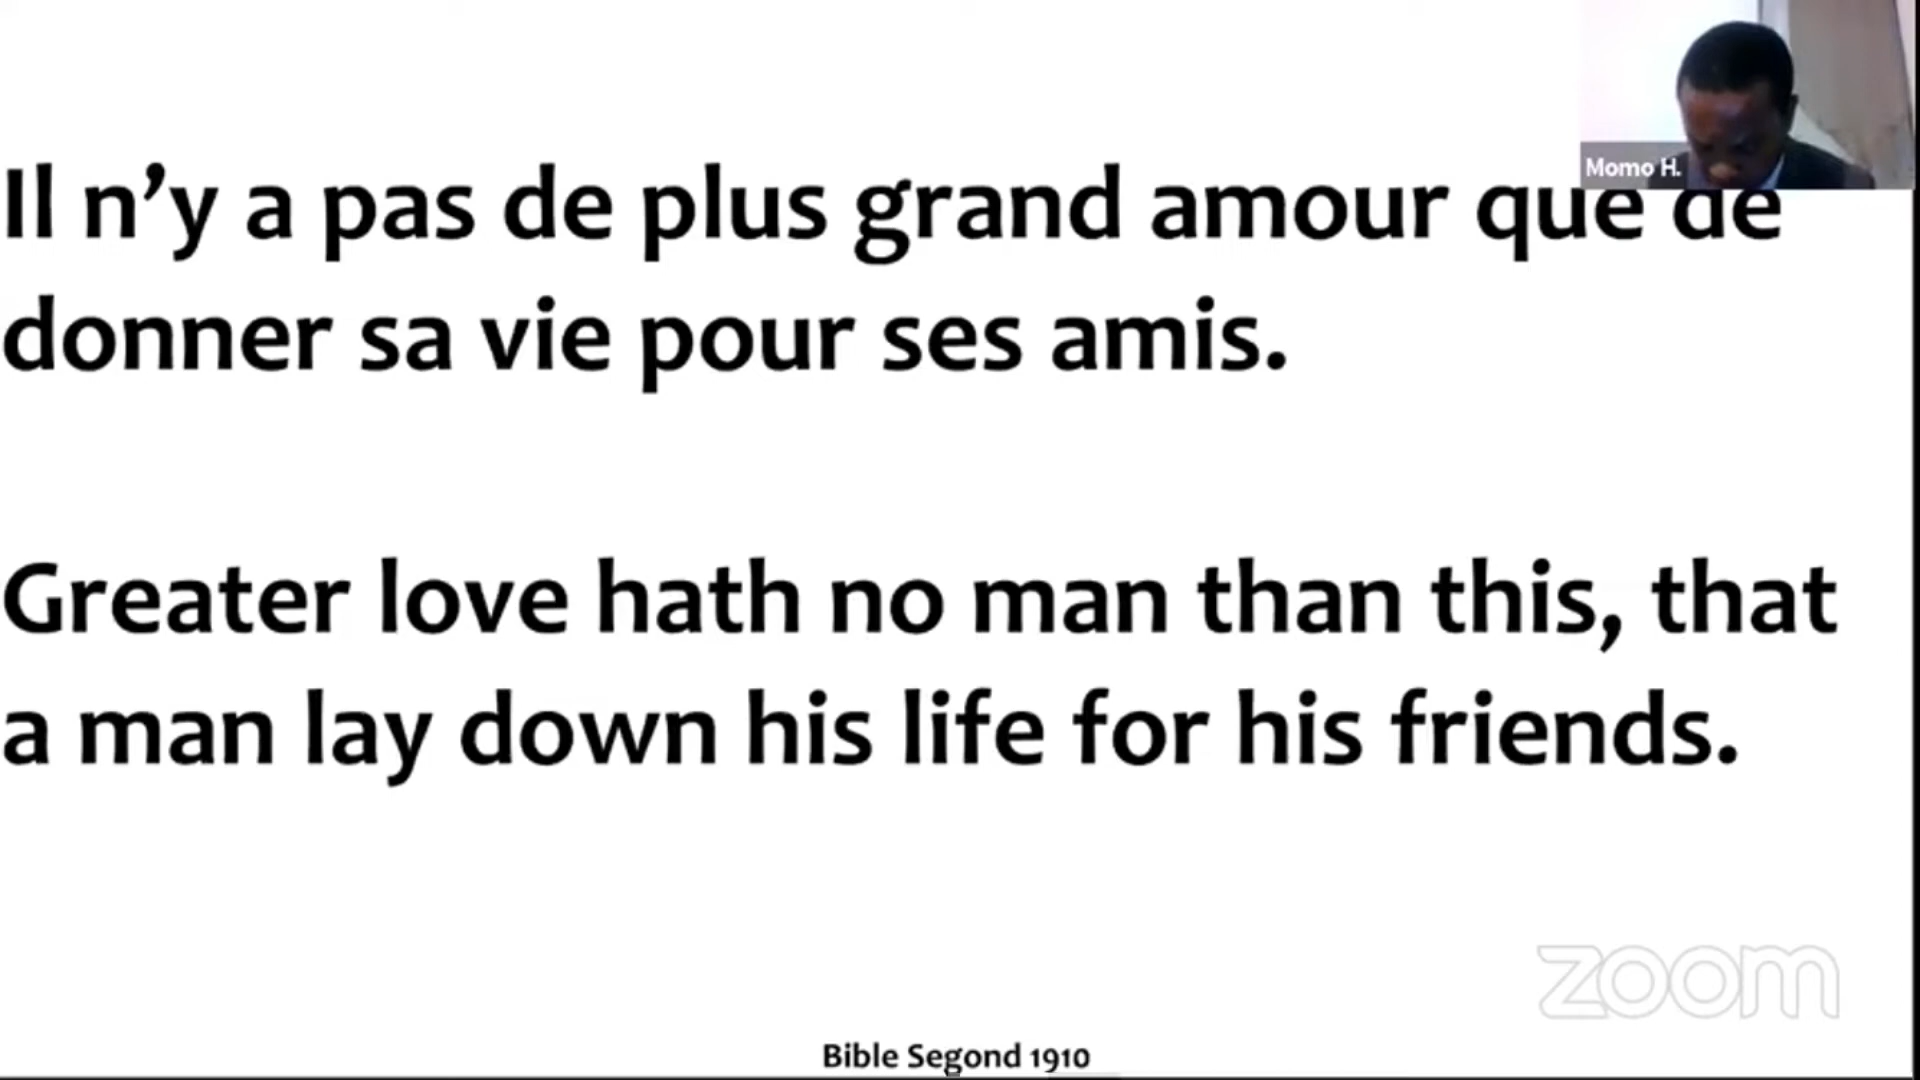 Momo H.
Il n’y a pas de plus grand amour que de
donner sa vie pour ses amis.
Greater love hath no man than this, that
a man lay down his life for his friends.
zoom
Bible Segond 1910